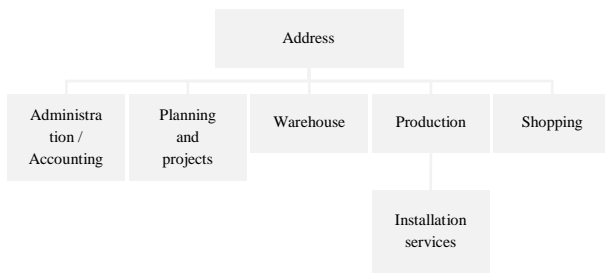 Address
Administra
tion /
Accounting
Planning
and
projects
Warehouse
Production
Shopping
Installation
services